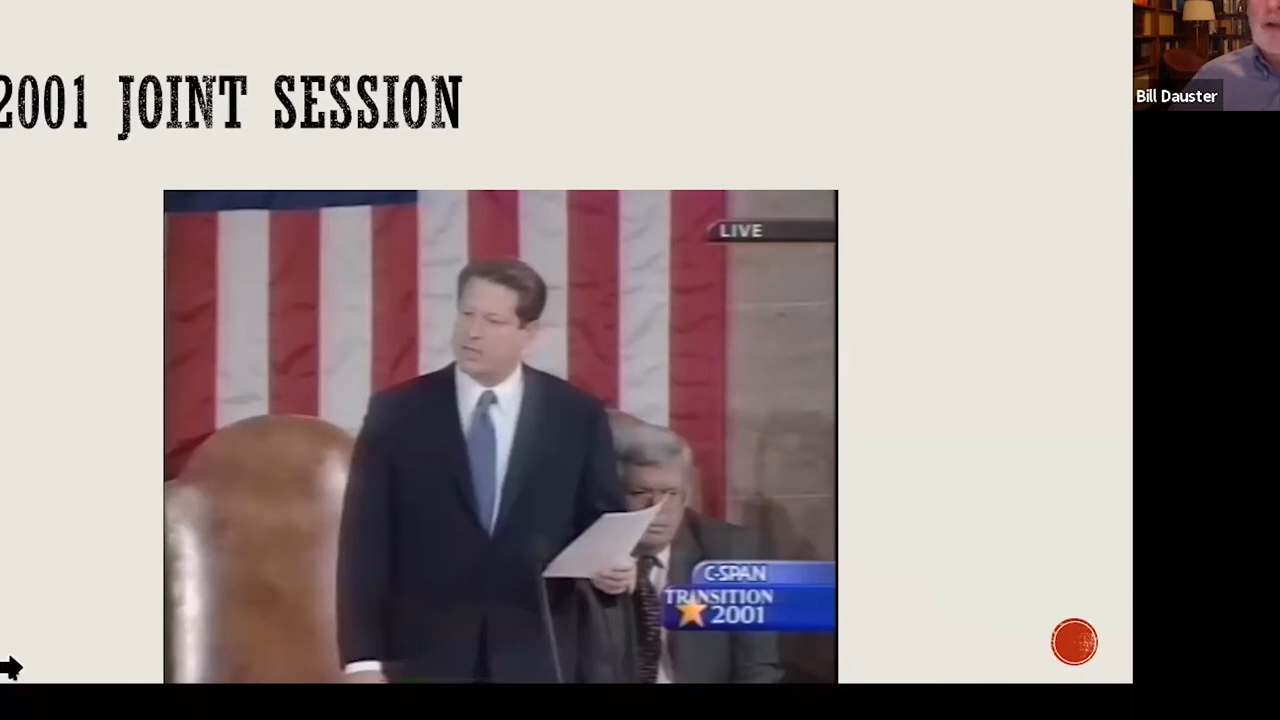 2001 JOINT SESSION
Bill Dauster
LIVE
C-SPAN
TRANSITION
2001